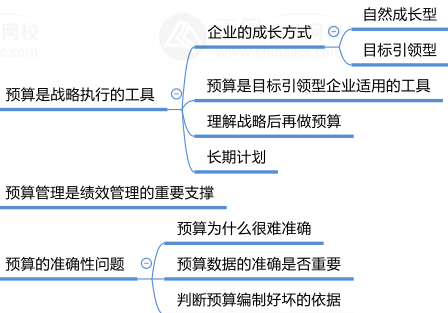 自然成长型
企业的成长方式
目标引领型
预算是目标引领型企业适用的工具
预算是战略执行的工具
理解战略后再做预算
长期计划
预算管理是绩效管理的重要支撑
预算为什么很难准确
预算的准确性问题
预算数据的准确是否重要
判断预算编制好坏的依据